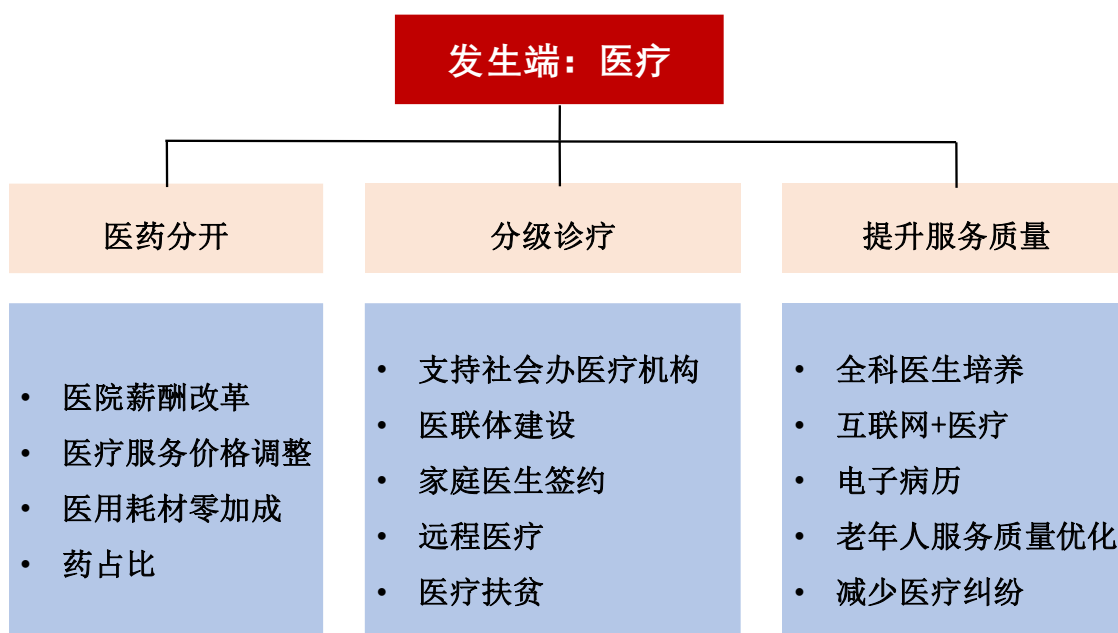 发生端：医疗
医药分开
分级诊疗
提升服务质量
• 医院薪酬改革
• 医疗服务价格调整
• 医用耗材零加成
• 药占比
• 支持社会办医疗机构
• 医联体建设
• 家庭医生签约
• 远程医疗
• 医疗扶贫
• 全科医生培养
• 互联网+医疗
• 电子病历
• 老年人服务质量优化
• 减少医疗纠纷